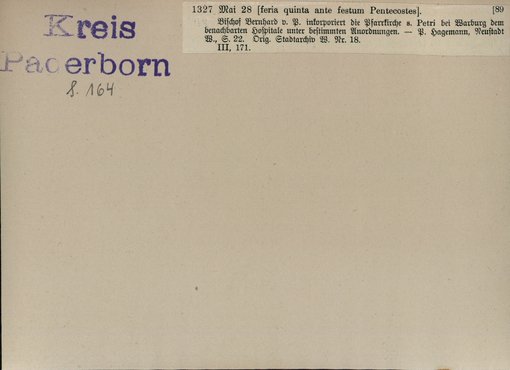 Kreis
Paderborn
S. 164
1327 Mai 28 [feria quinta ante festum Pentecostes]. [89
Bischof Bernhard v. P. inkorporiert die Pfarrkirche s. Petri bei Warburg dem
benachbarten Hospitale unter bestimmten Anordnungen. — P. Hagemann, Neustadt
W., S. 22. Orig. Stadtarchiv W. Nr. 18.
III, 171.